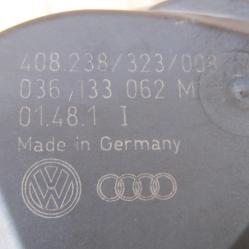 408.238/323/008
036 133 062 M
01.48.1 I
Made in Germany